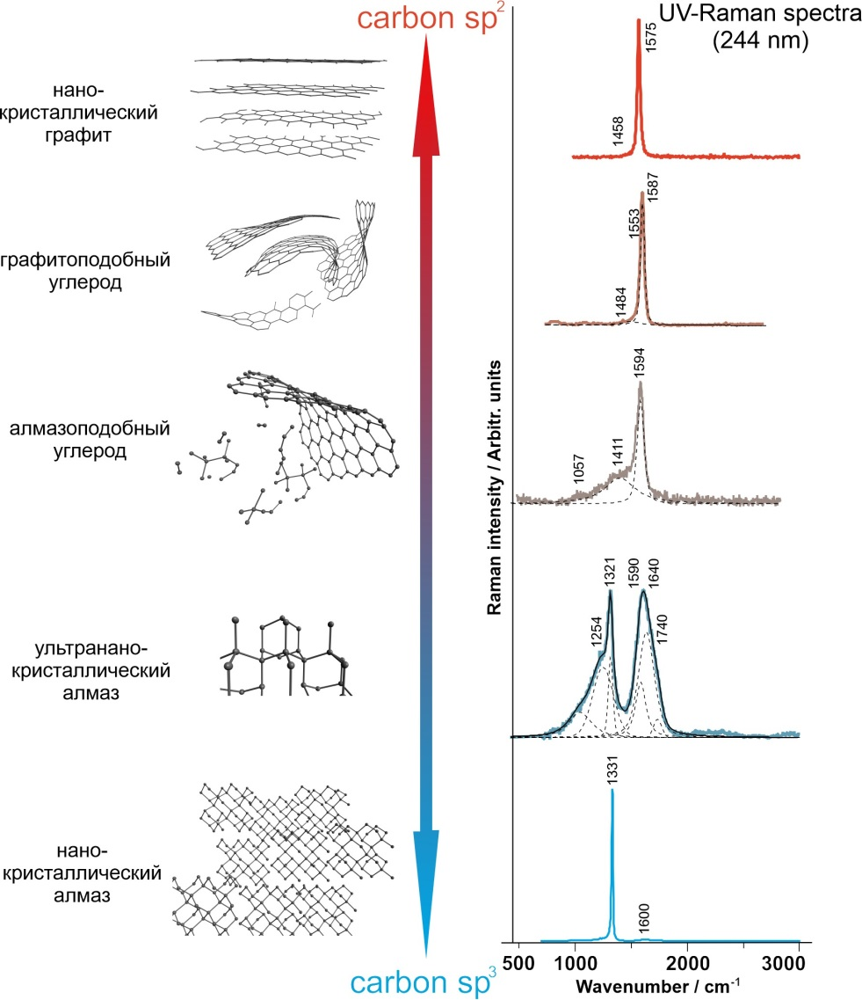 carbon sp2
UV-Raman spectra
(244 nm)
нано-
кристаллический
графит
1458
1575
графитоподобный
углерод
1484
1553
1587
алмазоподобный
углерод
1057
1411
1594
Raman intensity / Arbitr. units
ультранано-
кристаллический
алмаз
1254
1321
1590
1640
1740
нано-
кристаллический
алмаз
1331
1600
500 1000 2000 3000
Wavenumber / cm-1
carbon sp3